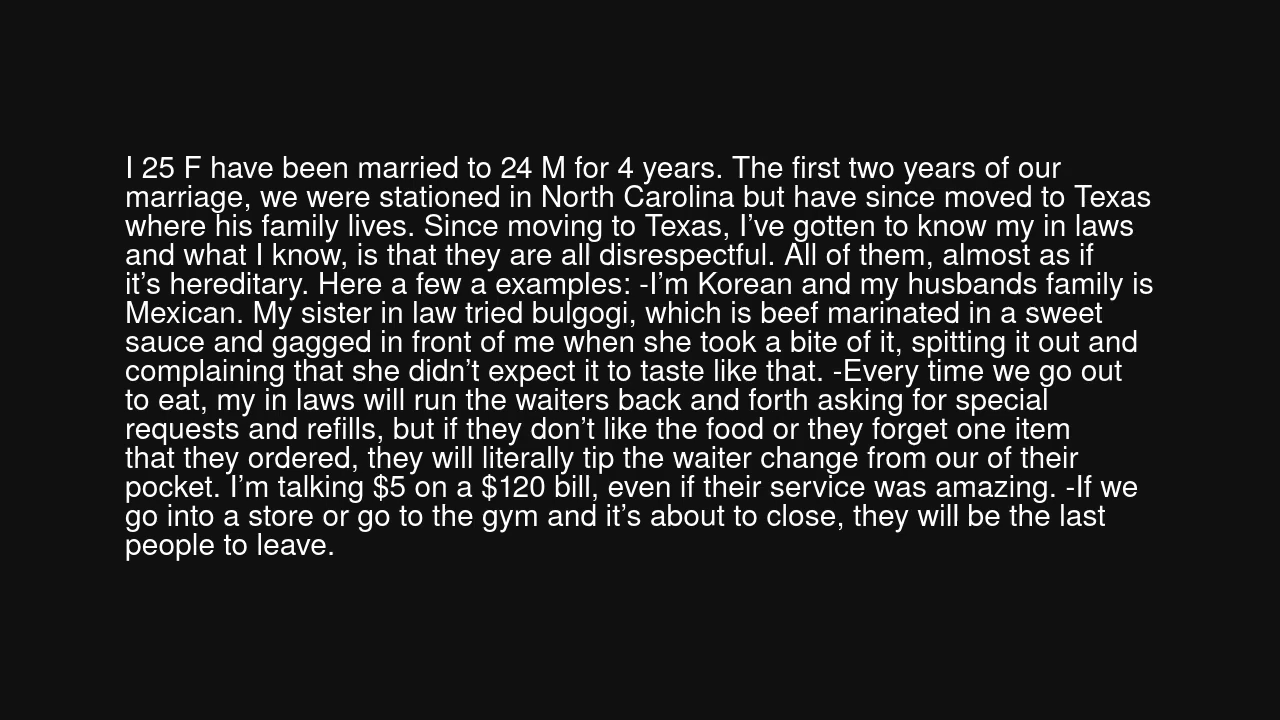 I 25 F have been married to 24 M for 4 years. The first two years of our
marriage, we were stationed in North Carolina but have since moved to Texas
where his family lives. Since moving to Texas, I’ve gotten to know my in laws
and what I know, is that they are all disrespectful. All of them, almost as if
it’s hereditary. Here a few a examples: -I’m Korean and my husbands family is
Mexican. My sister in law tried bulgogi, which is beef marinated in a sweet
sauce and gagged in front of me when she took a bite of it, spitting it out and
complaining that she didn’t expect it to taste like that. -Every time we go out
to eat, my in laws will run the waiters back and forth asking for special
requests and refills, but if they don’t like the food or they forget one item
that they ordered, they will literally tip the waiter change from our of their
pocket. I’m talking $5 on a $120 bill, even if their service was amazing. -If we
go into a store or go to the gym and it’s about to close, they will be the last
people to leave.